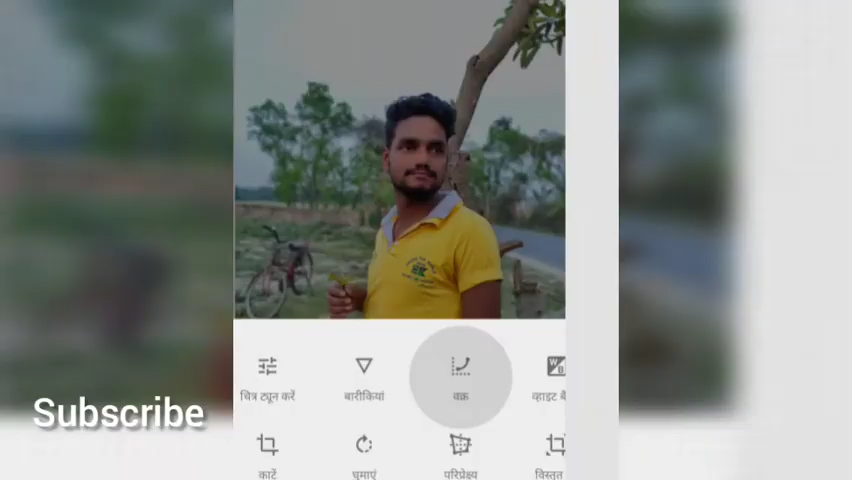 चित्र ट्यून करें
बारीकियां
वक्र
व्हाइट बै
Subscribe
काटें
घुमाएं
परिप्रेक्ष्य
विस्तृत